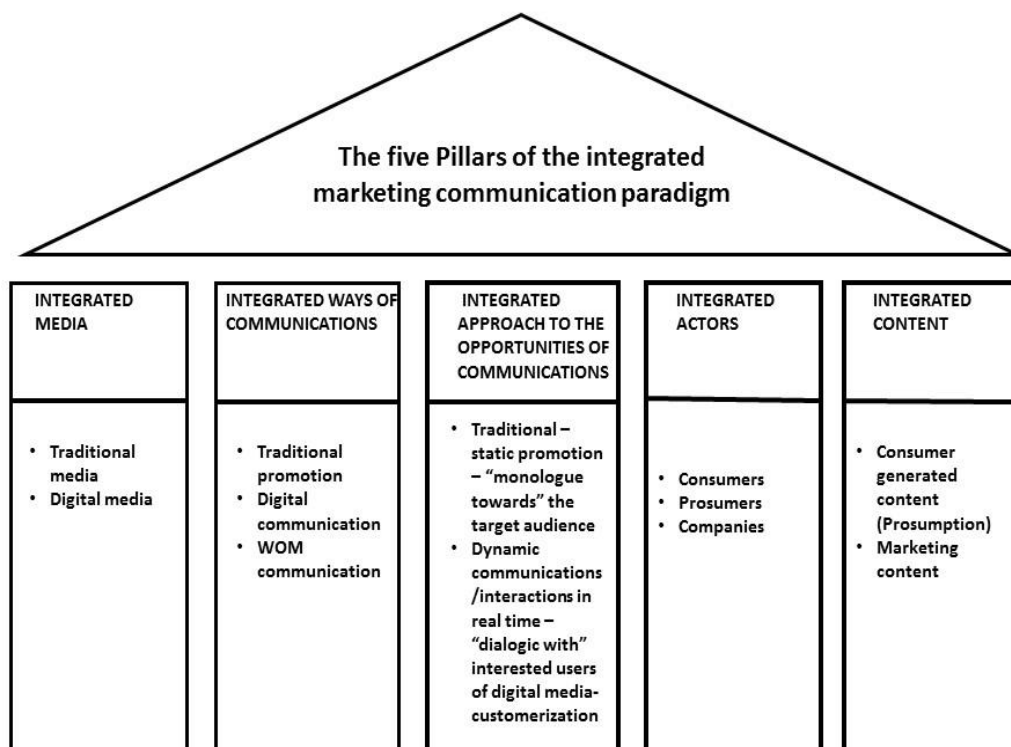 The five Pillars of the integrated
marketing communication paradigm
INTEGRATED
MEDIA
• Traditional
media
• Digital media
INTEGRATED WAYS OF
COMMUNICATIONS
• Traditional
promotion
• Digital
communication
• WOM
communication
INTEGRATED
APPROACH TO THE
OPPORTUNITIES OF
COMMUNICATIONS
• Traditional –
static promotion
– “monologue
towards” the
target audience
• Dynamic
communications
/interactions in
real time –
“dialogic with”
interested users
of digital media-
customerization
INTEGRATED
ACTORS
• Consumers
• Prosumers
• Companies
INTEGRATED
CONTENT
• Consumer
generated
content
(Prosumption)
• Marketing
content